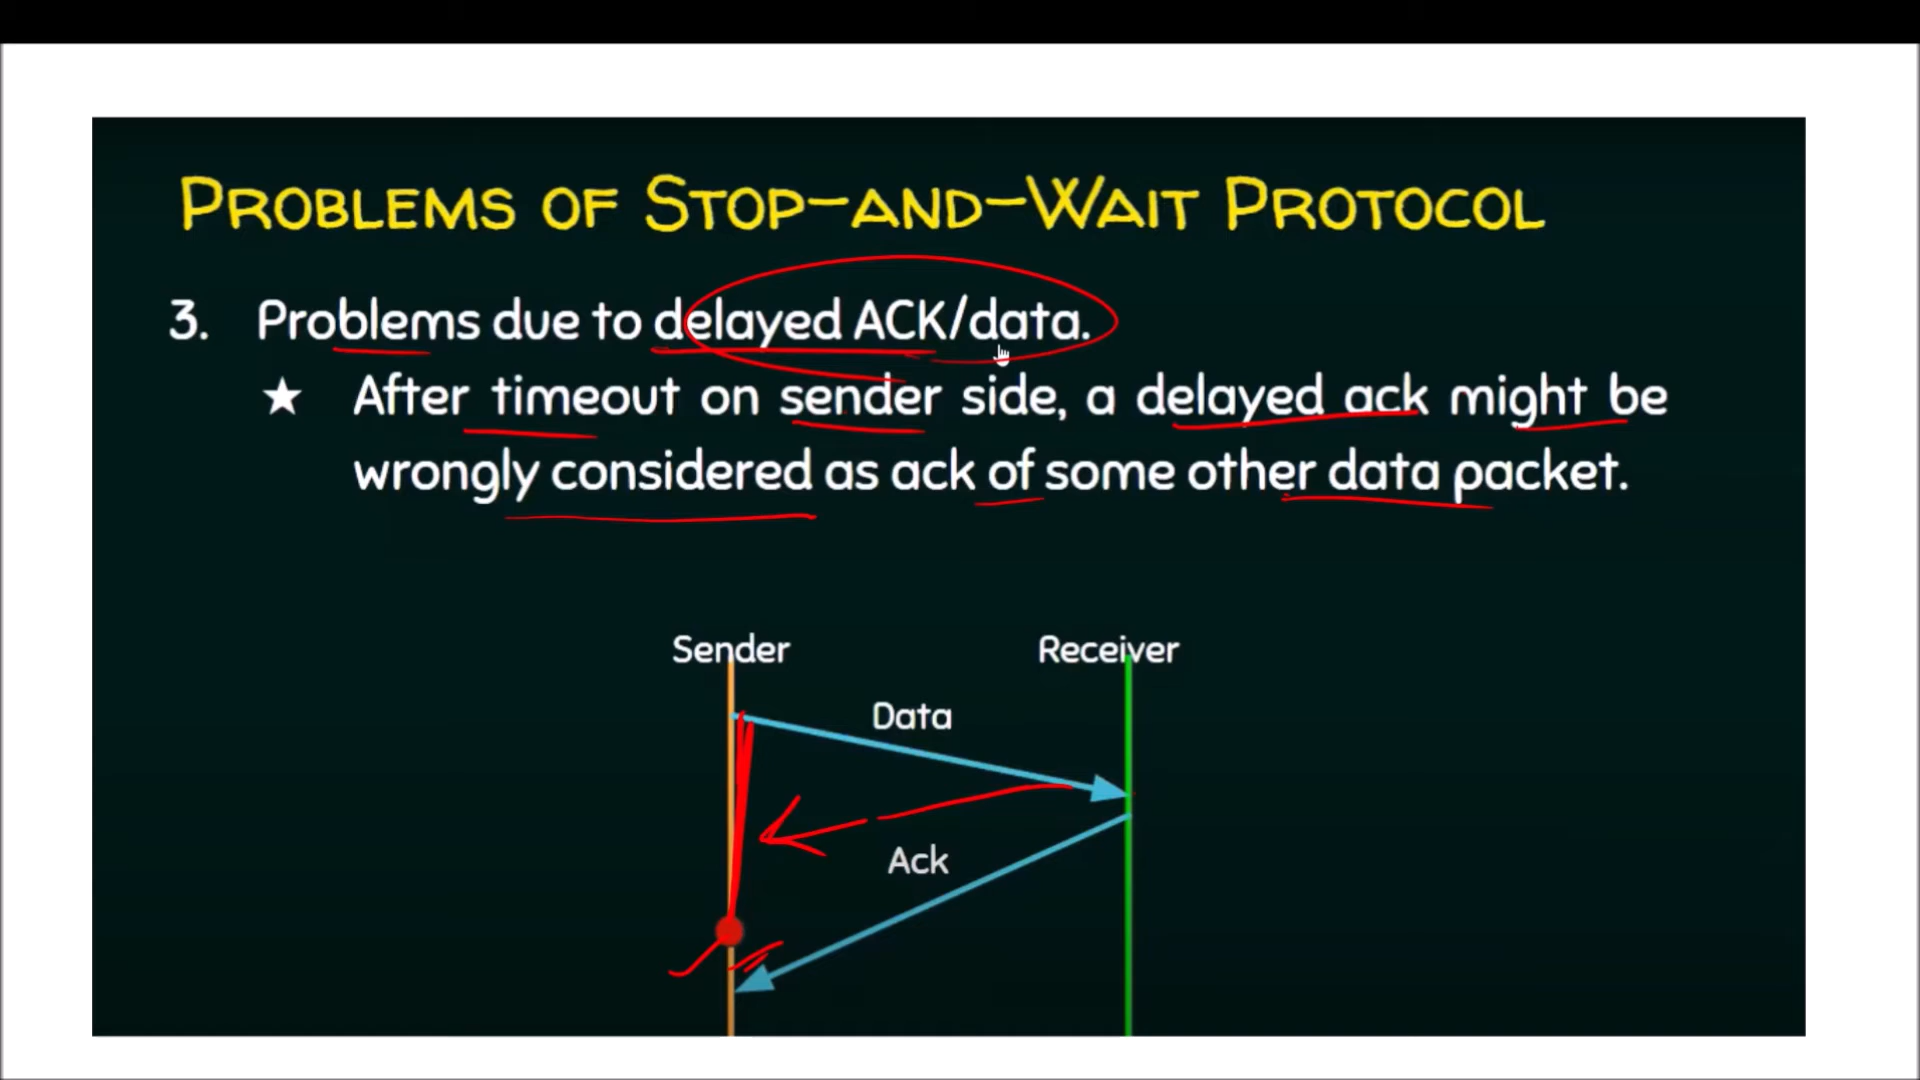 PROBLEMS OF STOP-AND-WAIT PROTOCOL
3. Problems due to delayed ACK/data.
★ After timeout on sender side, a delayed ack might be
wrongly considered as ack of some other data packet.
Sender Receiver
Data
Ack